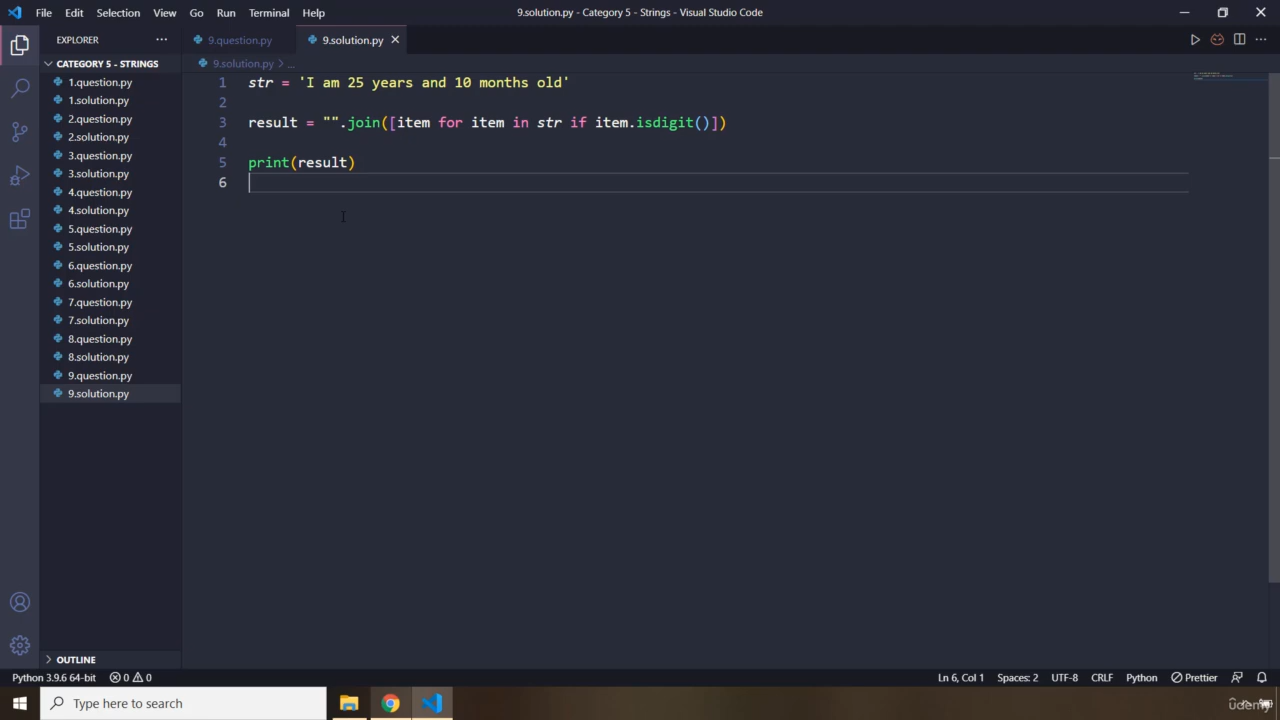 File Edit Selection View Go Run Terminal Help 9.solution.py - Category 5 - Strings - Visual Studio Code
EXPLORER ··· 9.question.py 9.solution.py
CATEGORY 5 - STRINGS 9.solution.py > ...
1.question.py
1.solution.py
2.question.py
2.solution.py
3.question.py
3.solution.py
4.question.py
4.solution.py
5.question.py
5.solution.py
6.question.py
6.solution.py
7.question.py
7.solution.py
8.question.py
8.solution.py
9.question.py
9.solution.py
1 str = 'I am 25 years and 10 months old'
2
3 result = "".join([item for item in str if item.isdigit()])
4
5 print(result)
6
OUTLINE
Python 3.9.6 64-bit 0 0 Ln 6, Col 1 Spaces: 2 UTF-8 CRLF Python Prettier
Type here to search
udemy